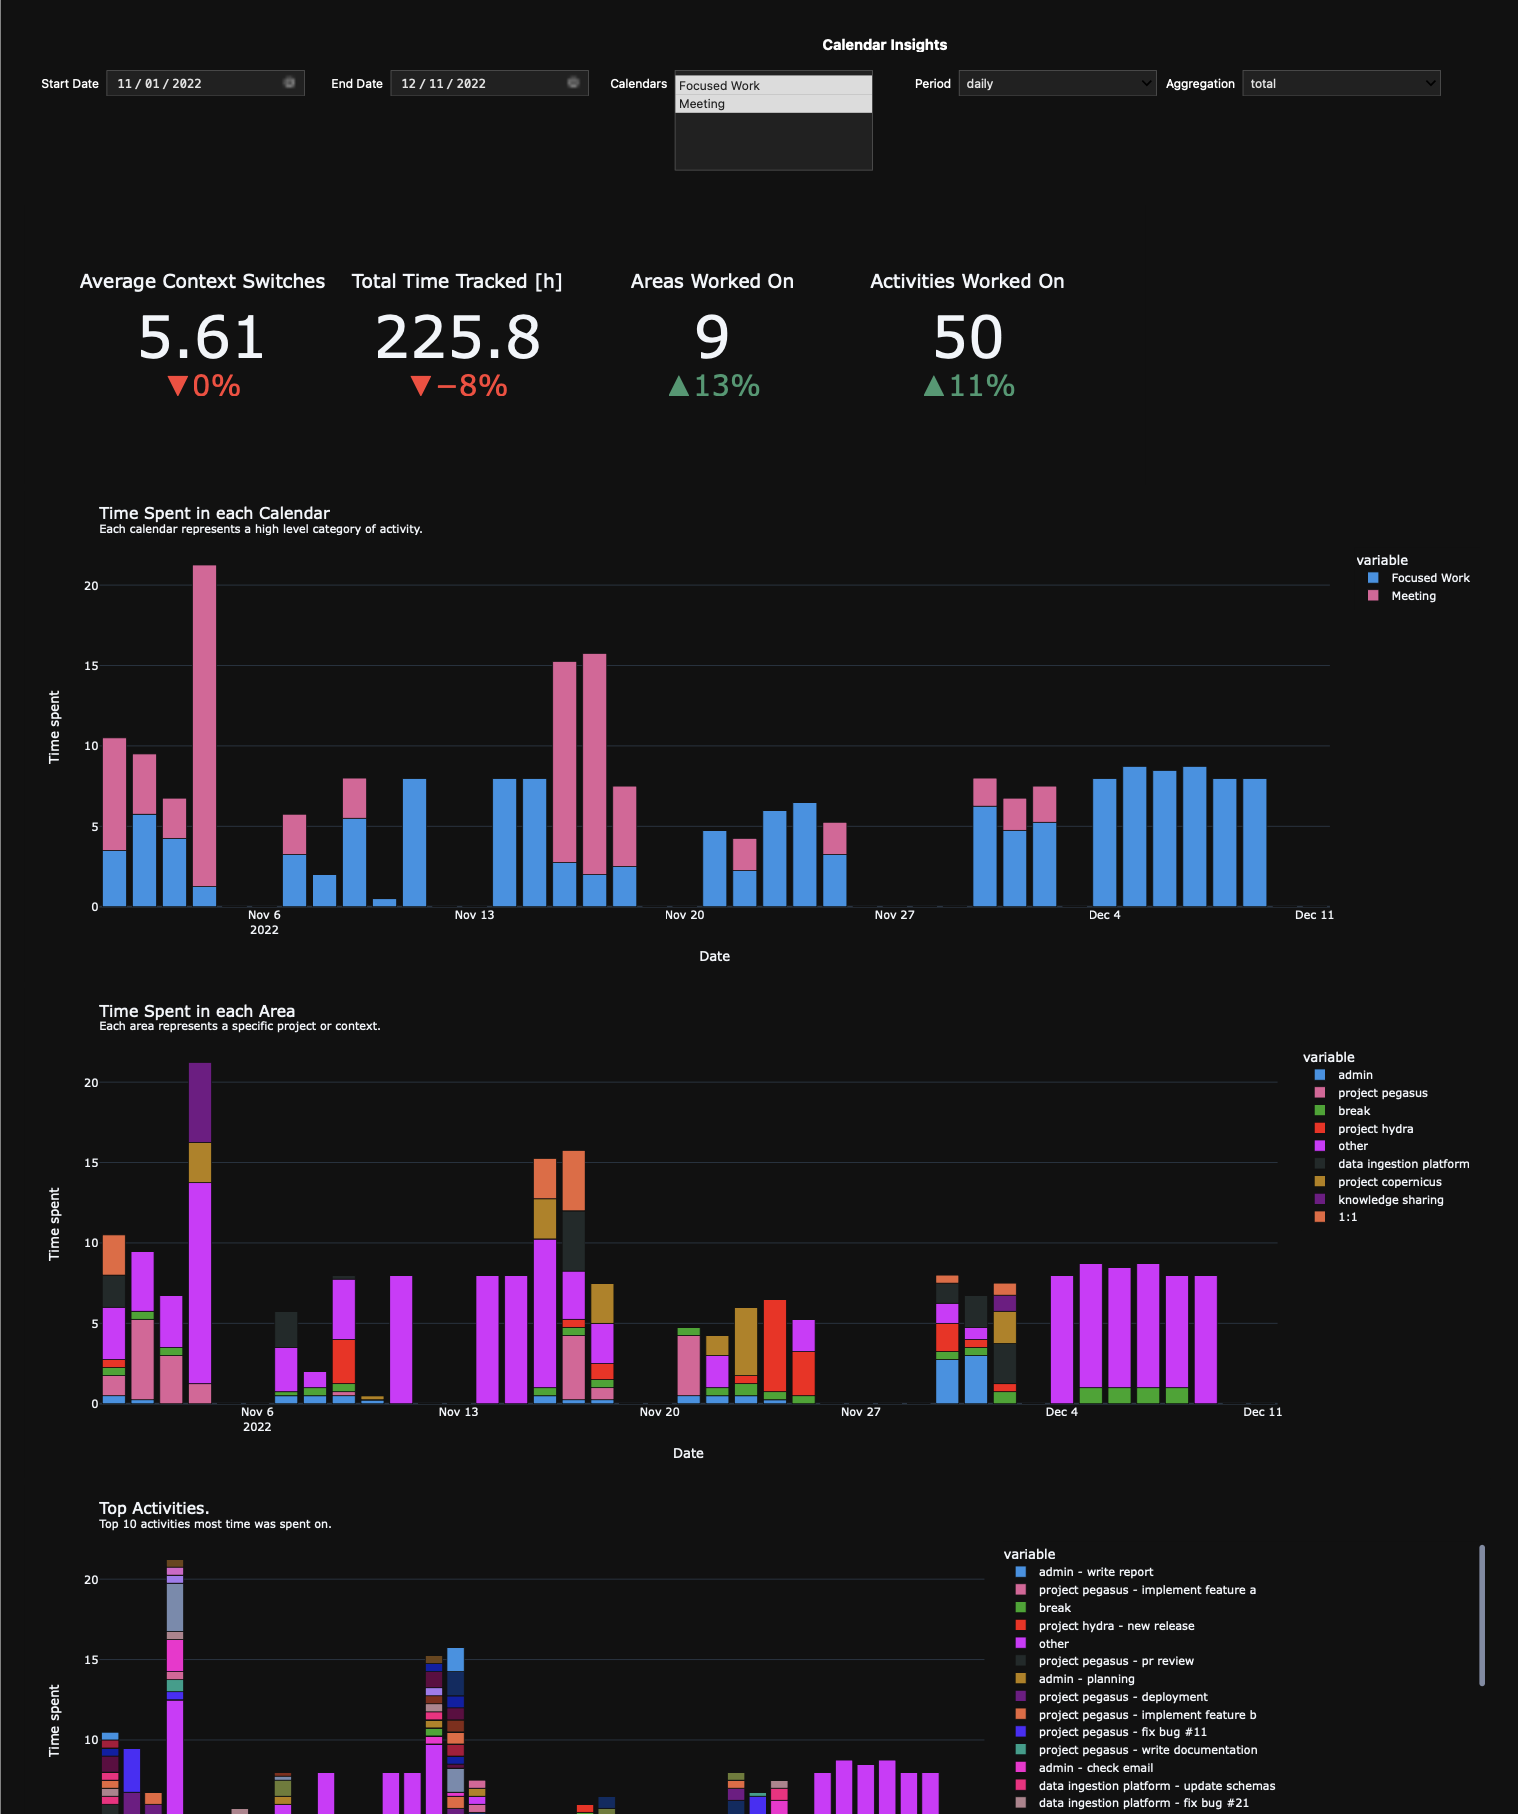 Calendar Insights
Start Date 11 / 01 / 2022 End Date 12 / 11 / 2022 Calendars Focused Work Period daily Aggregation total
Meeting
Average Context Switches Total Time Tracked [h] Areas Worked On Activities Worked On
5.61 225.8 9 50
▼0% ▼−8% ▲13% ▲11%
Time Spent in each Calendar
Each calendar represents a high level category of activity.
variable
Focused Work
Meeting
20
15
10
5
0
Time spent
Nov 6 Nov 13 Nov 20 Nov 27 Dec 4 Dec 11
2022
Date
Time Spent in each Area
Each area represents a specific project or context.
variable
admin
project pegasus
break
project hydra
other
data ingestion platform
project copernicus
knowledge sharing
1:1
20
15
10
5
0
Time spent
Nov 6 Nov 13 Nov 20 Nov 27 Dec 4 Dec 11
2022
Date
Top Activities.
Top 10 activities most time was spent on.
variable
admin - write report
project pegasus - implement feature a
break
project hydra - new release
other
project pegasus - pr review
admin - planning
project pegasus - deployment
project pegasus - implement feature b
project pegasus - fix bug #11
project pegasus - write documentation
admin - check email
data ingestion platform - update schemas
data ingestion platform - fix bug #21
20
15
10
Time spent